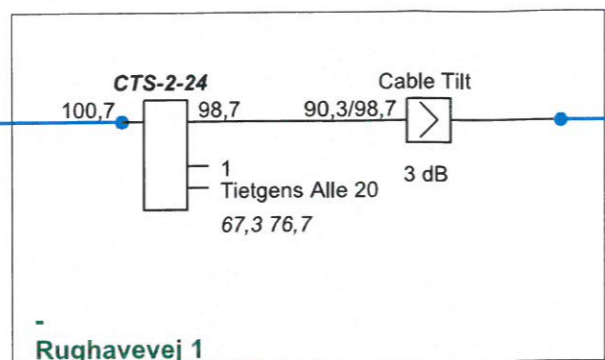 CTS-2-24
Cable Tilt
100,7
98,7
90,3/98,7
3 dB
1
Tietgens Alle 20
67,3 76,7
-
Rughavevej 1